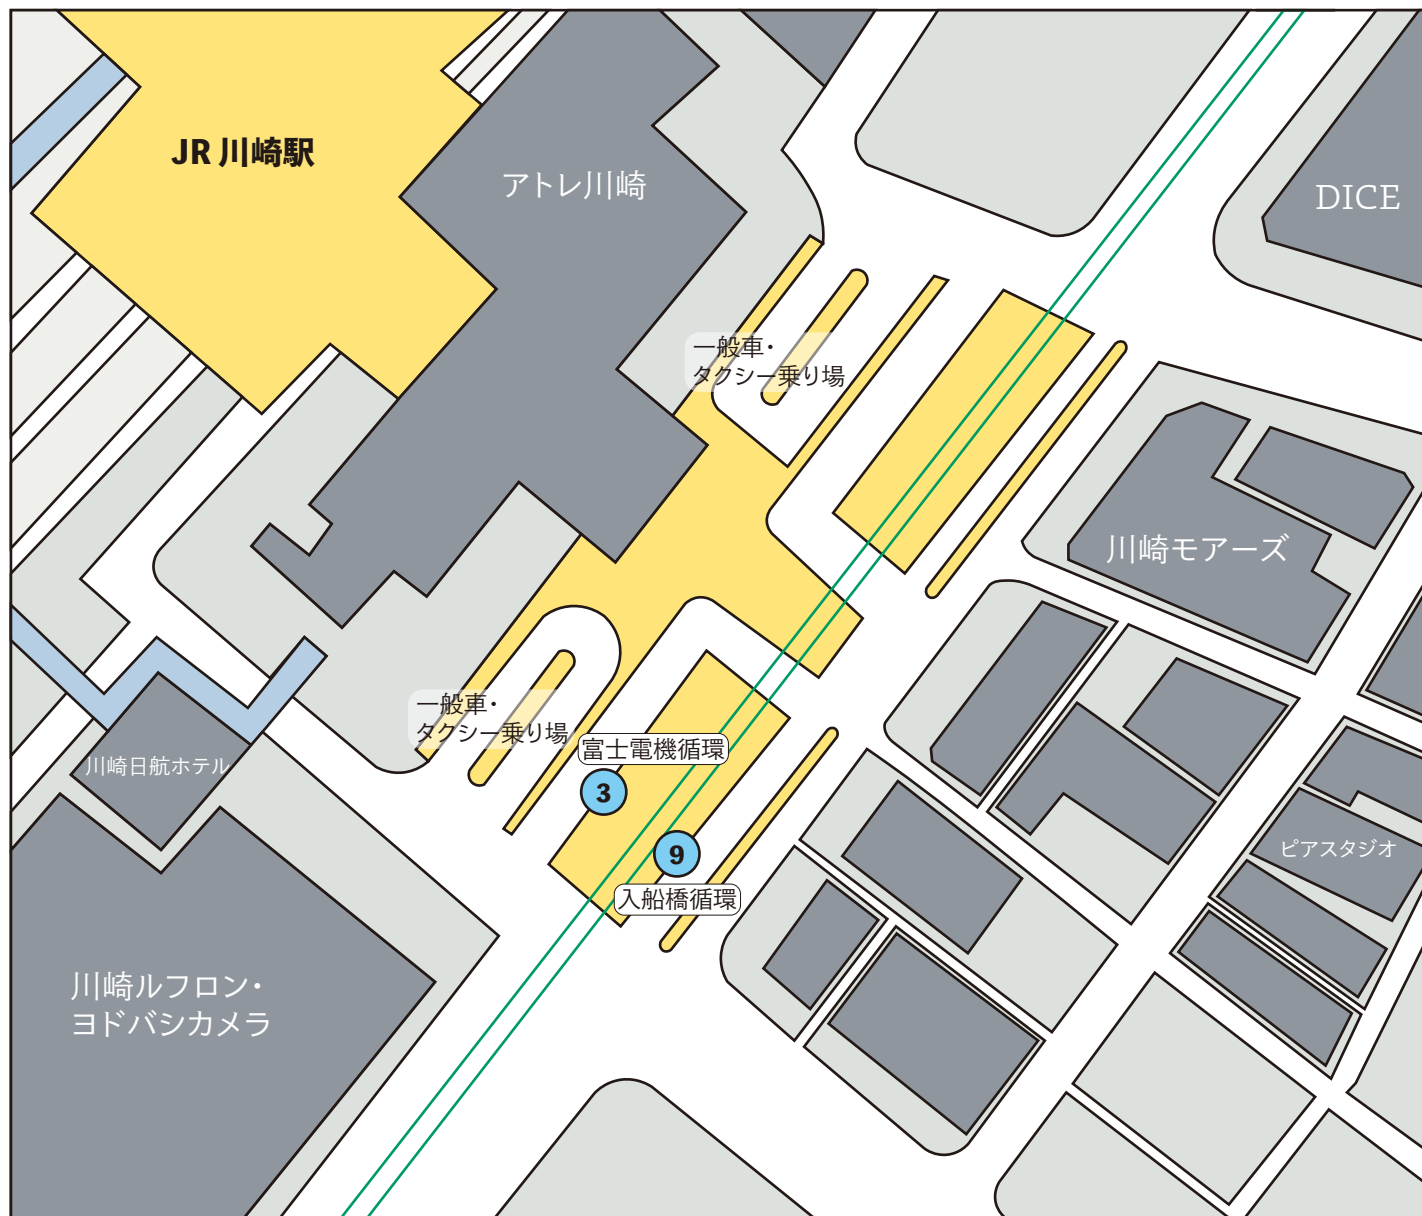 JR 川崎駅
アトレ川崎
DICE
一般車・
タクシー乗り場
川崎モアーズ
一般車・
タクシー乗り場
富士電機循環
川崎日航ホテル
3
9
ピアスタジオ
入船橋循環
川崎ルフロン・
ヨドバシカメラ